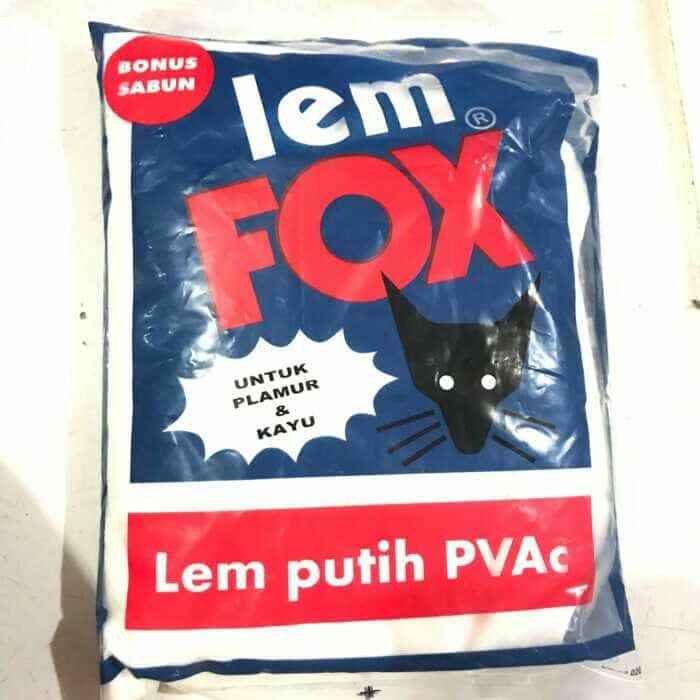 BONUS
SABUN
lem
FOX ®
UNTUK
PLAMUR
&
KAYU
Lem putih PVAc